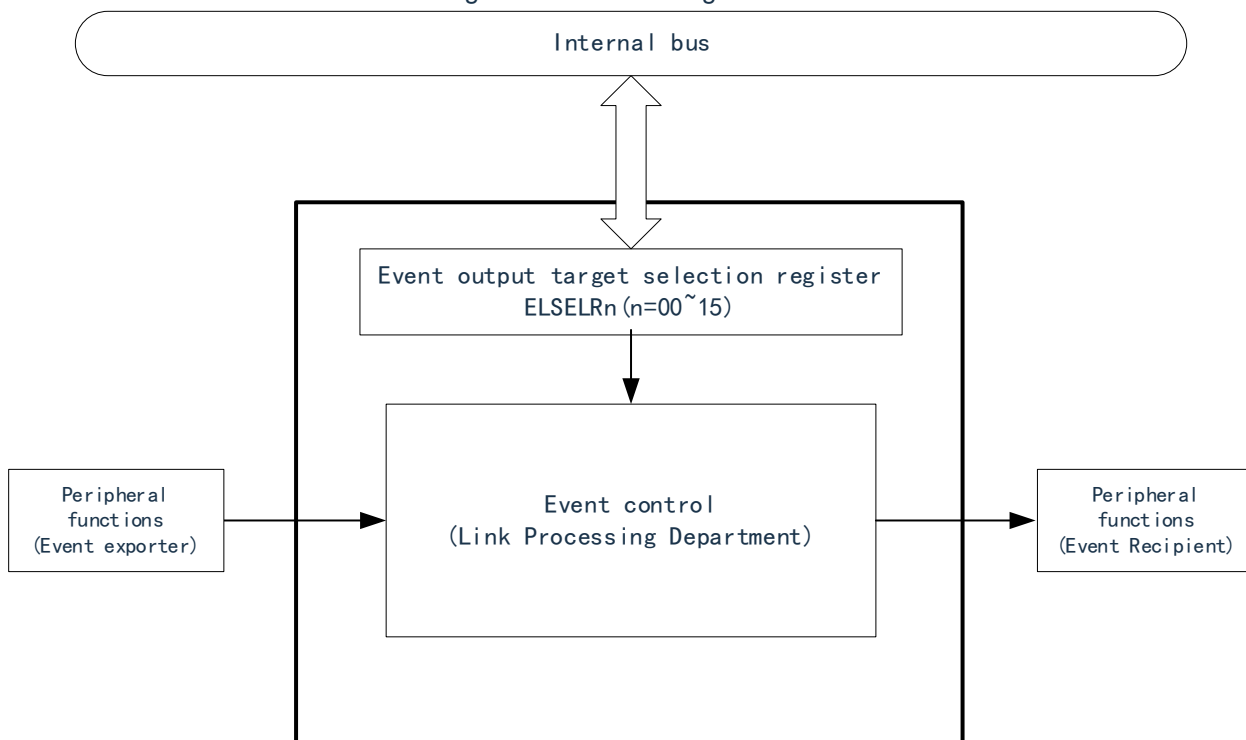 Internal bus
Event output target selection register
ELSELRn(n=00~15)
Peripheral
functions
(Event exporter)
Event control
(Link Processing Department)
Peripheral
functions
(Event Recipient)